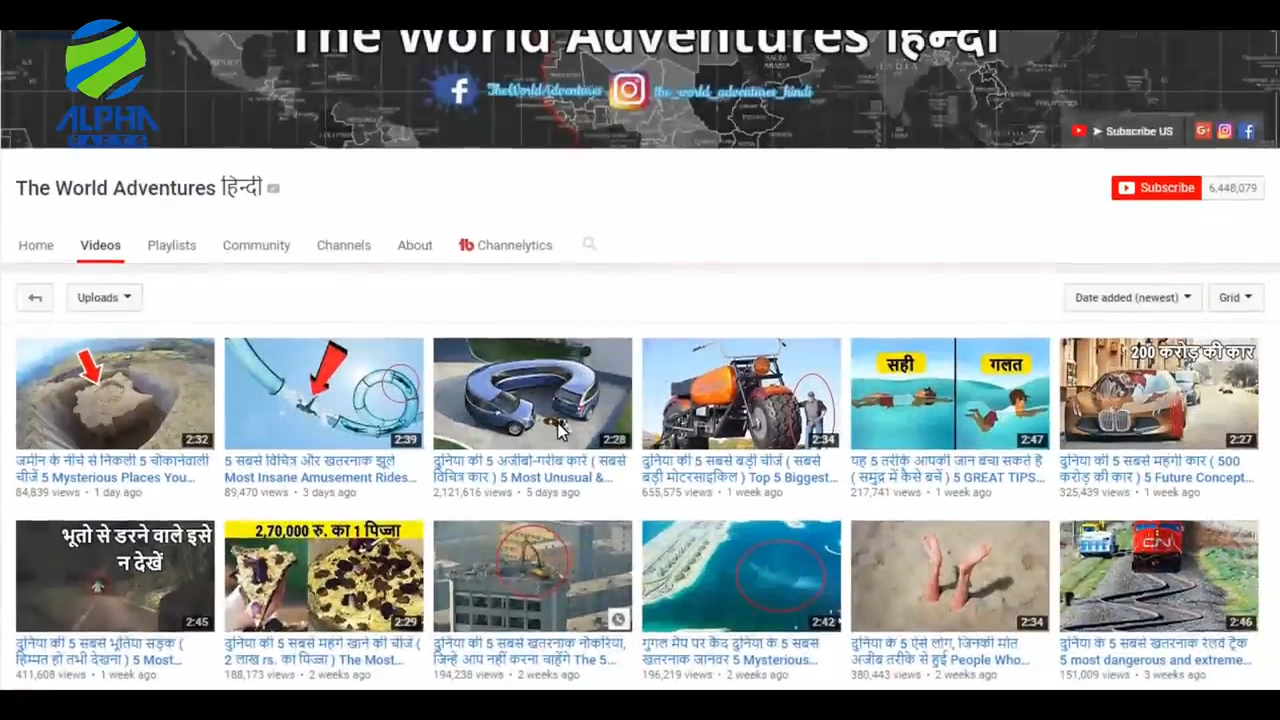 The World Adventures हिन्दी
TheWorldAdventures
the_world_adventures_hindi
ALPHA
Subscribe US
The World Adventures हिन्दी
Subscribe 6,448,079
Home Videos Playlists Community Channels About Channelytics
Uploads
Date added (newest) Grid
2:32
2:39
2:28
2:34
सही गलत
2:47
200 करोड़ की कार
2:27
जमीन के नीचे से निकली 5 चौकानेवाली
चीजें 5 Mysterious Places You...
84,839 views • 1 day ago
5 सबसे विचित्र और खतरनाक झूले
Most Insane Amusement Rides...
89,470 views • 3 days ago
दुनिया की 5 अजीबो-गरीब कारें ( सबसे
विचित्र कार ) 5 Most Unusual &...
2,121,616 views • 5 days ago
दुनिया की 5 सबसे बड़ी चीजें ( सबसे
बड़ी मोटरसाइकिल ) Top 5 Biggest...
655,575 views • 1 week ago
यह 5 तरीके आपकी जान बचा सकते है
( समुद्र में कैसे बचें ) 5 GREAT TIPS...
217,741 views • 1 week ago
दुनिया की 5 सबसे महंगी कार ( 500
करोड़ की कार ) 5 Future Concept...
325,439 views • 1 week ago
भूतो से डरने वाले इसे
न देखें
2:45
2,70,000 रु. का 1 पिज्जा
2:29
2:42
2:34
CN
2:46
दुनिया की 5 सबसे भूतिया सड़क (
हिम्मत हो तभी देखना ) 5 Most...
411,608 views • 1 week ago
दुनिया की 5 सबसे महंगे खाने की चीजें (
2 लाख rs. का पिज्जा ) The Most...
188,173 views • 2 weeks ago
दुनिया की 5 सबसे खतरनाक नौकरिया,
जिन्हे आप नहीं करना चाहेंगे The 5...
194,238 views • 2 weeks ago
गुगल मैप पर कैद दुनिया के 5 सबसे
खतरनाक जानवर 5 Mysterious...
196,219 views • 2 weeks ago
दुनिया के 5 ऐसे लोग, जिनकी मौत
अजीब तरीके से हुई People Who...
380,443 views • 2 weeks ago
दुनिया के 5 सबसे खतरनाक रेलवे ट्रैक
5 most dangerous and extreme...
151,009 views • 3 weeks ago